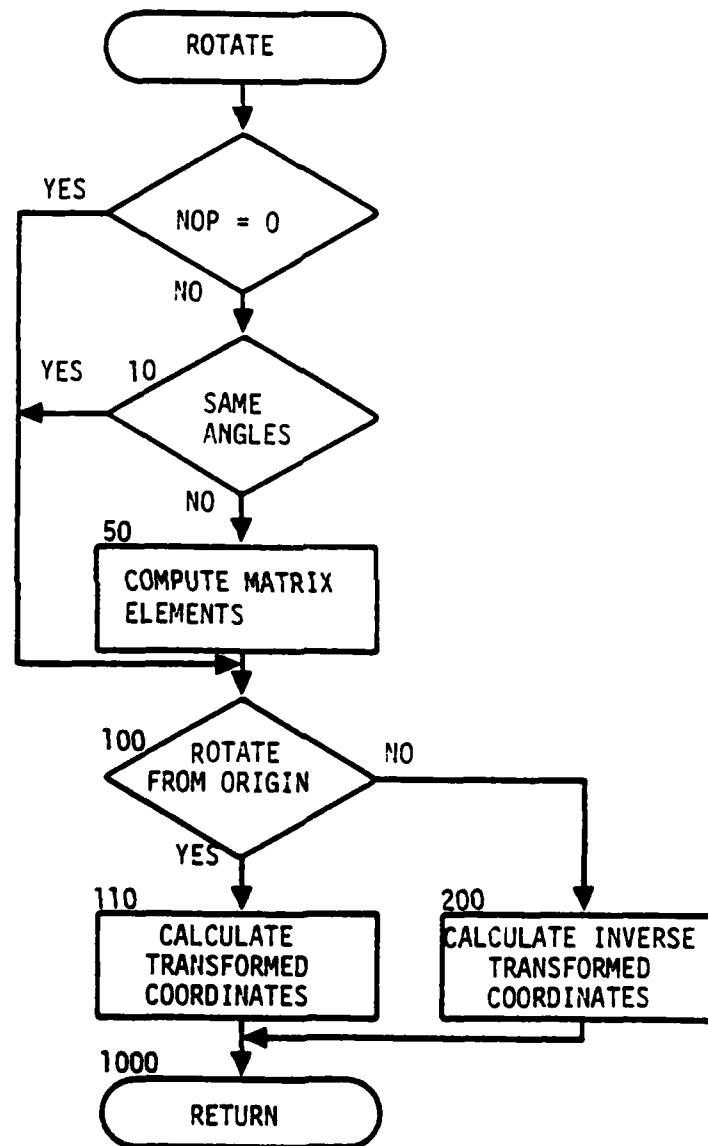 ROTATE
YES
NOP = 0
NO
YES
10
SAME
ANGLES
NO
50
COMPUTE MATRIX
ELEMENTS
100
ROTATE
FROM ORIGIN
NO
YES
110
CALCULATE
TRANSFORMED
COORDINATES
200
CALCULATE INVERSE
TRANSFORMED
COORDINATES
1000
RETURN